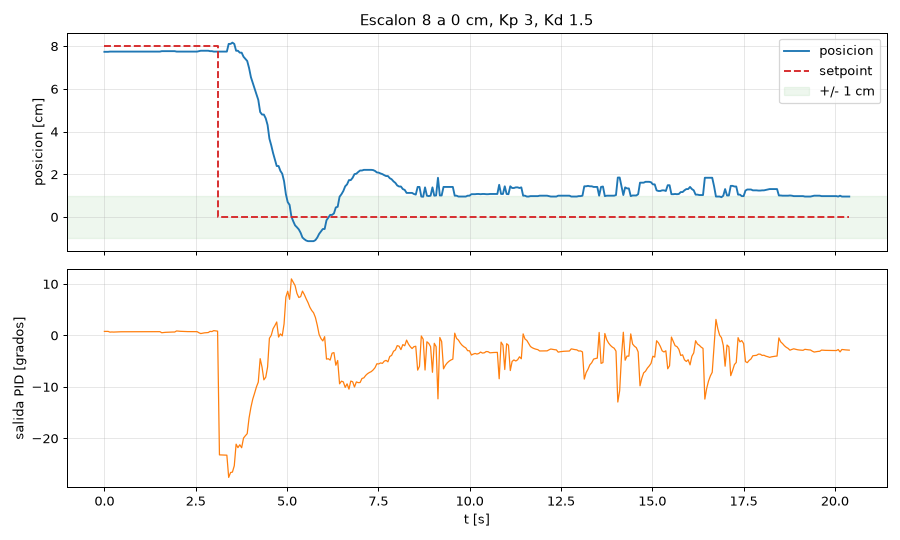 Escalon 8 a 0 cm, Kp 3, Kd 1.5
posicion [cm]
8
6
4
2
0
posicion
setpoint
+/- 1 cm
salida PID [grados]
10
0
−10
−20
0.0 2.5 5.0 7.5 10.0 12.5 15.0 17.5 20.0
t [s]